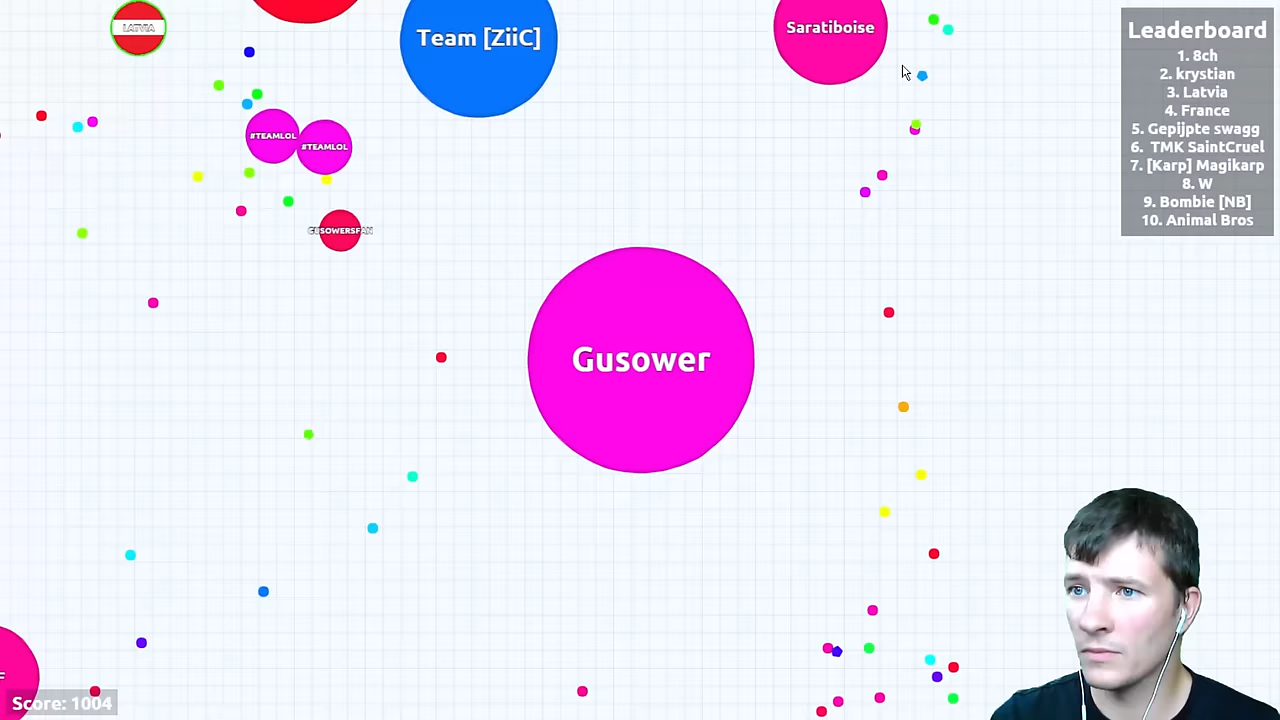 LATVIA
Team [ZiiC]
Saratiboise
#TEAMLOL
#TEAMLOL
GUSOWERSFAN
Gusower
Leaderboard
1. 8ch
2. krystian
3. Latvia
4. France
5. Gepijpte swagg
6. TMK SaintCruel
7. [Karp] Magikarp
8. W
9. Bombie [NB]
10. Animal Bros
Score: 1004